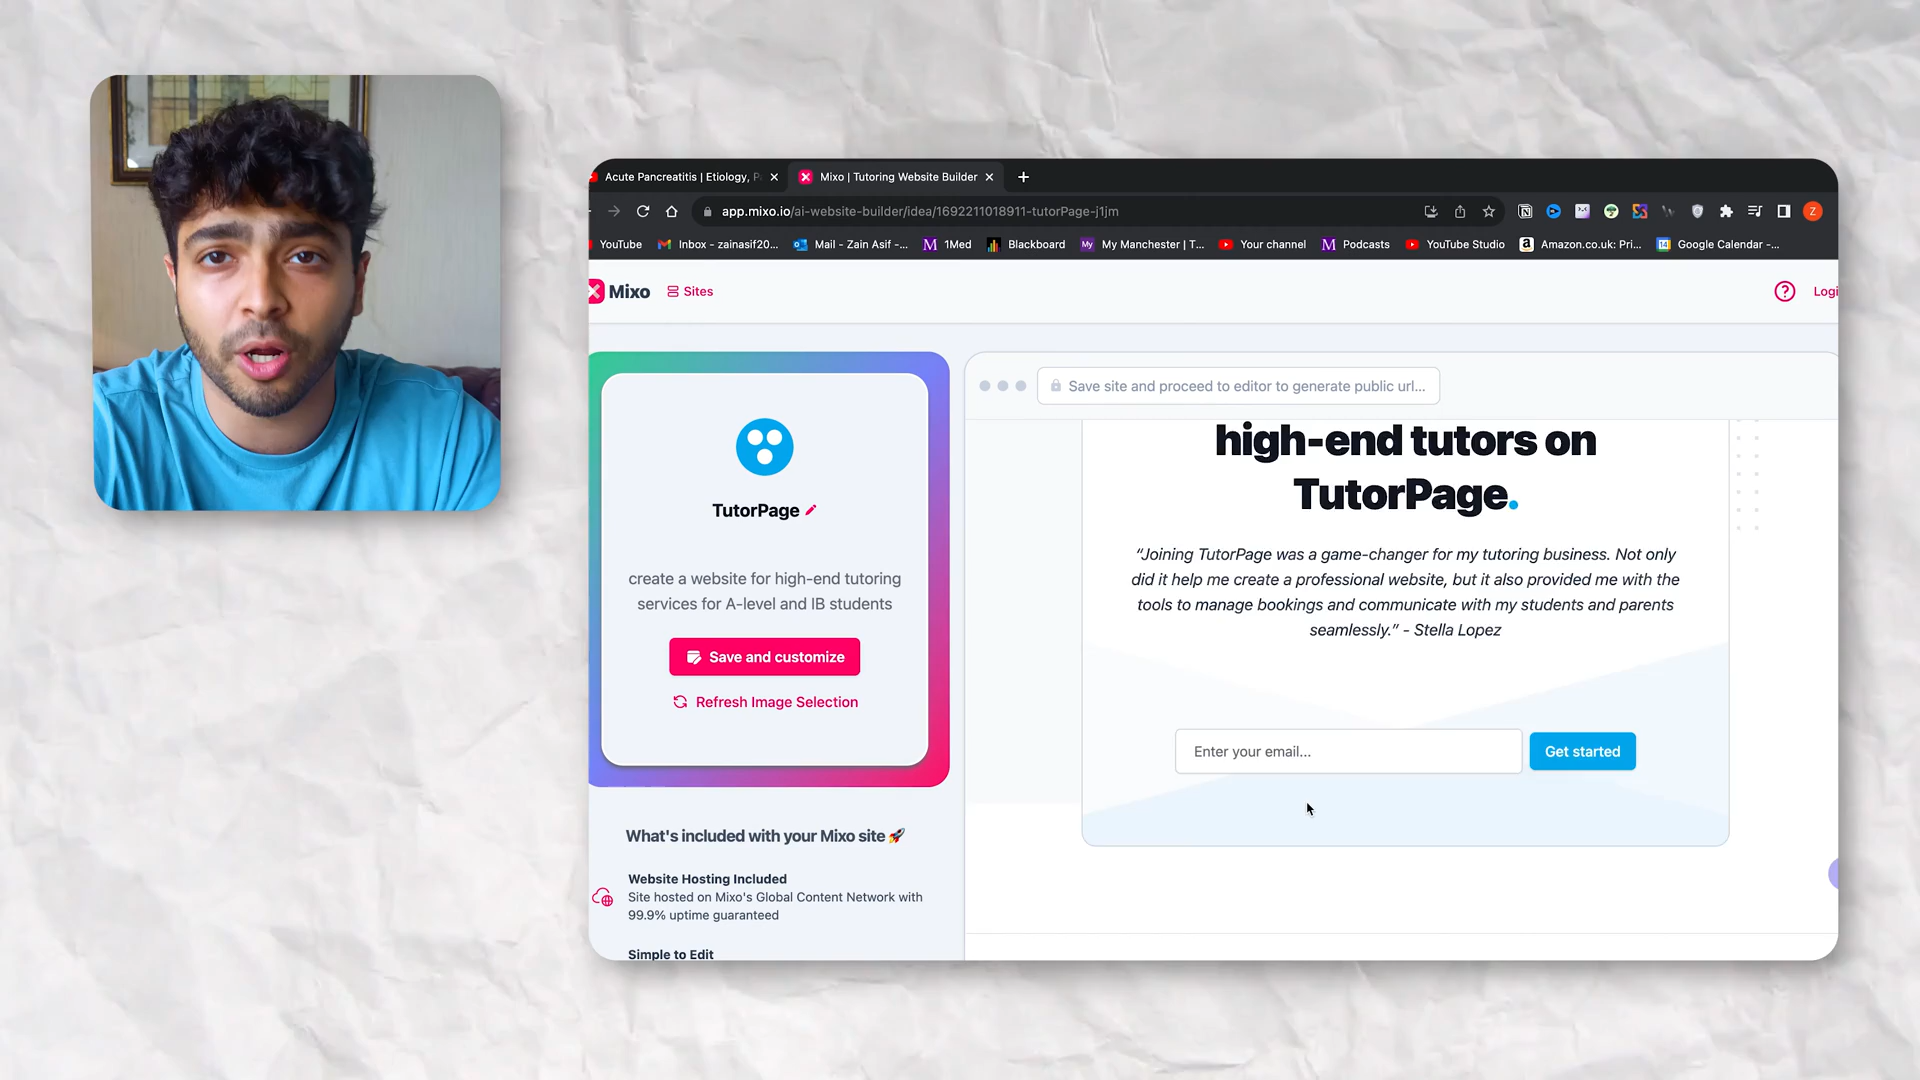 Acute Pancreatitis | Etiology, P
Mixo | Tutoring Website Builder
app.mixo.io/ai-website-builder/idea/1692211018911-tutorPage-j1jm
Z
YouTube
Inbox - zainasif20...
Mail - Zain Asif -...
M 1Med
Blackboard
My My Manchester | T...
Your channel
M Podcasts
YouTube Studio
a Amazon.co.uk: Pri...
14 Google Calendar -...
Mixo
Sites
?
Logi
TutorPage
create a website for high-end tutoring
services for A-level and IB students
Save and customize
Refresh Image Selection
What's included with your Mixo site 🚀
Website Hosting Included
Site hosted on Mixo's Global Content Network with
99.9% uptime guaranteed
Simple to Edit
Save site and proceed to editor to generate public url...
high-end tutors on
TutorPage.
“Joining TutorPage was a game-changer for my tutoring business. Not only
did it help me create a professional website, but it also provided me with the
tools to manage bookings and communicate with my students and parents
seamlessly.” - Stella Lopez
Enter your email...
Get started